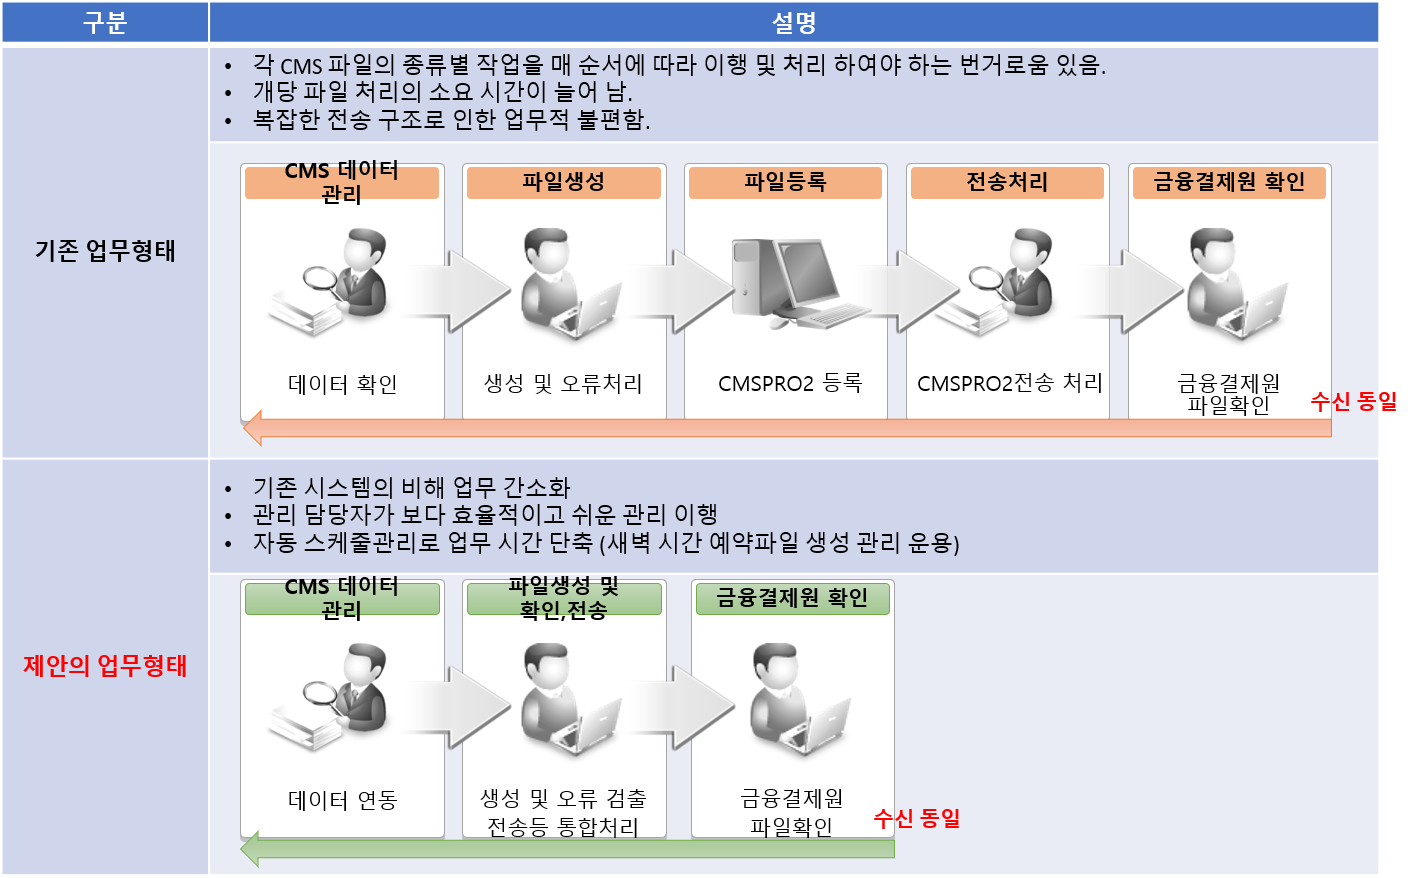 구분
설명
기존 업무형태
• 각 CMS 파일의 종류별 작업을 매 순서에 따라 이행 및 처리 하여야 하는 번거로움 있음.
• 개당 파일 처리의 소요 시간이 늘어 남.
• 복잡한 전송 구조로 인한 업무적 불편함.
CMS 데이터
관리
파일생성
파일등록
전송처리
금융결제원 확인
데이터 확인
생성 및 오류처리
CMSPRO2 등록
CMSPRO2전송 처리
금융결제원
파일확인
수신 동일
제안의 업무형태
• 기존 시스템의 비해 업무 간소화
• 관리 담당자가 보다 효율적이고 쉬운 관리 이행
• 자동 스케줄관리로 업무 시간 단축 (새벽 시간 예약파일 생성 관리 운용)
CMS 데이터
관리
파일생성 및
확인,전송
금융결제원 확인
데이터 연동
생성 및 오류 검출
전송등 통합처리
금융결제원
파일확인
수신 동일